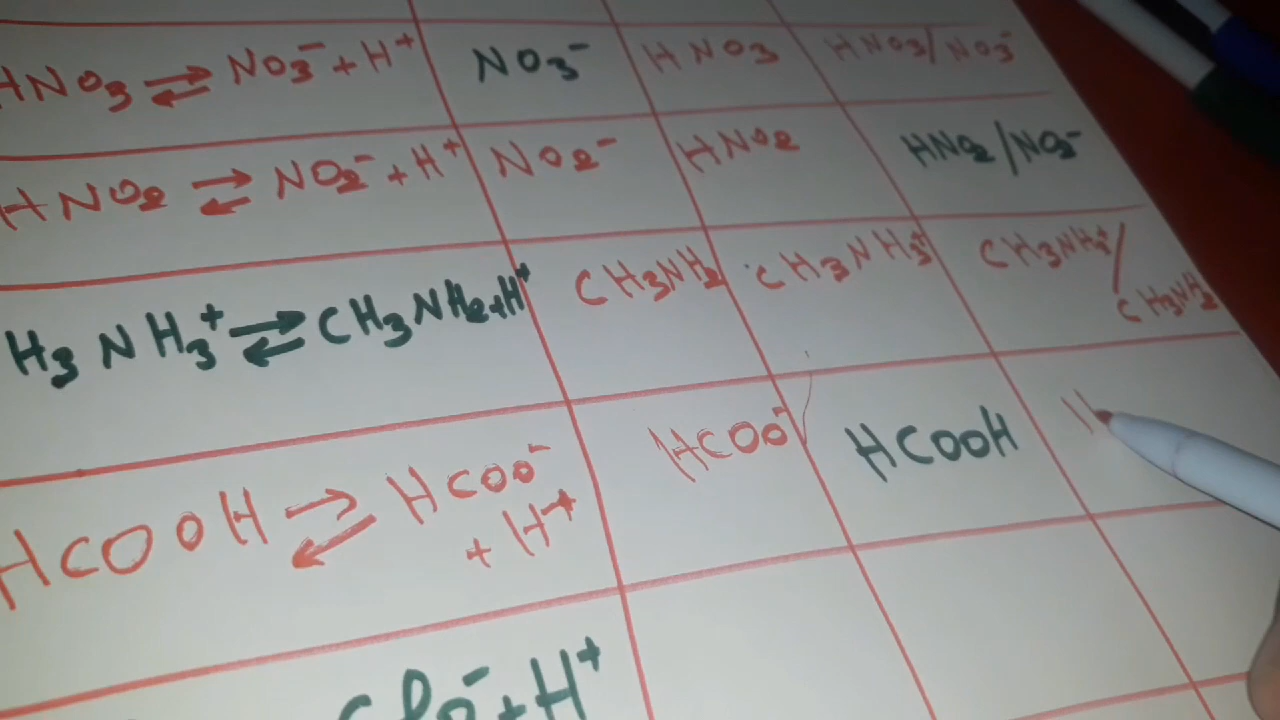 HNO₃ ⇌ NO₃⁻ + H⁺ NO₃⁻ HNO₃ HNO₃/NO₃⁻
HNO₂ ⇌ NO₂⁻ + H⁺ NO₂⁻ HNO₂ HNO₂/NO₂⁻
H₃NH₃⁺ ⇌ CH₃NH₂+H⁺ CH₃NH₂ CH₃NH₃⁺ CH₃NH₃⁺/
CH₃NH₂
HCOOH ⇌ HCOO⁻ HCOO⁻ HCOOH H
+ H⁺
ClO⁻+H⁺